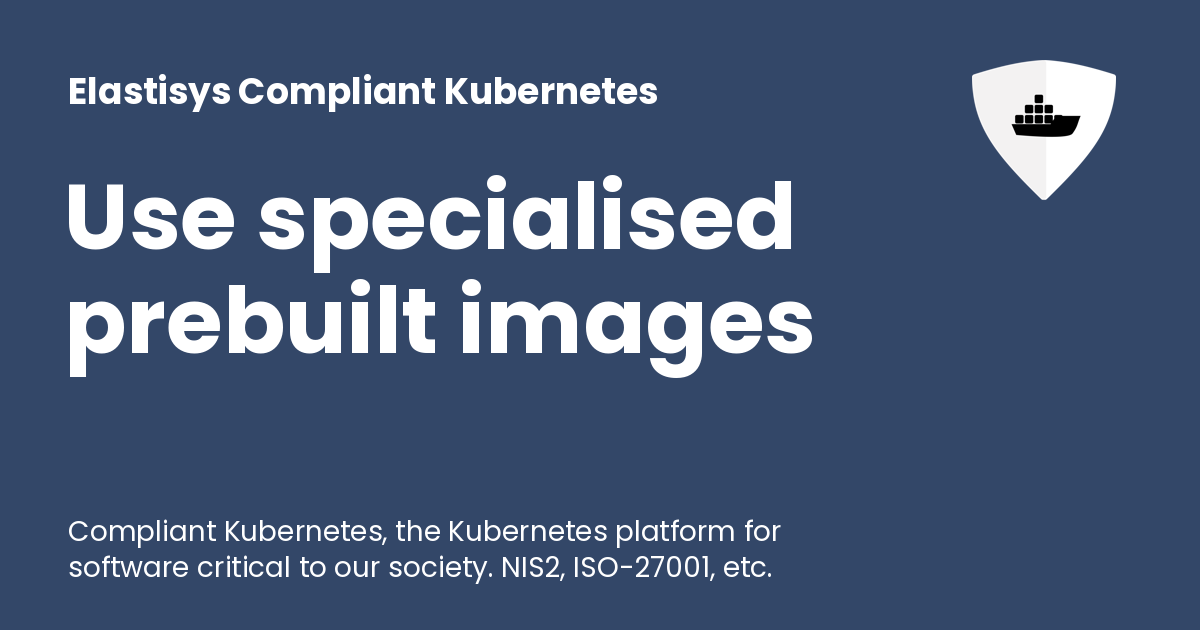 Elastisys Compliant Kubernetes
Use specialised
prebuilt images
Compliant Kubernetes, the Kubernetes platform for
software critical to our society. NIS2, ISO-27001, etc.